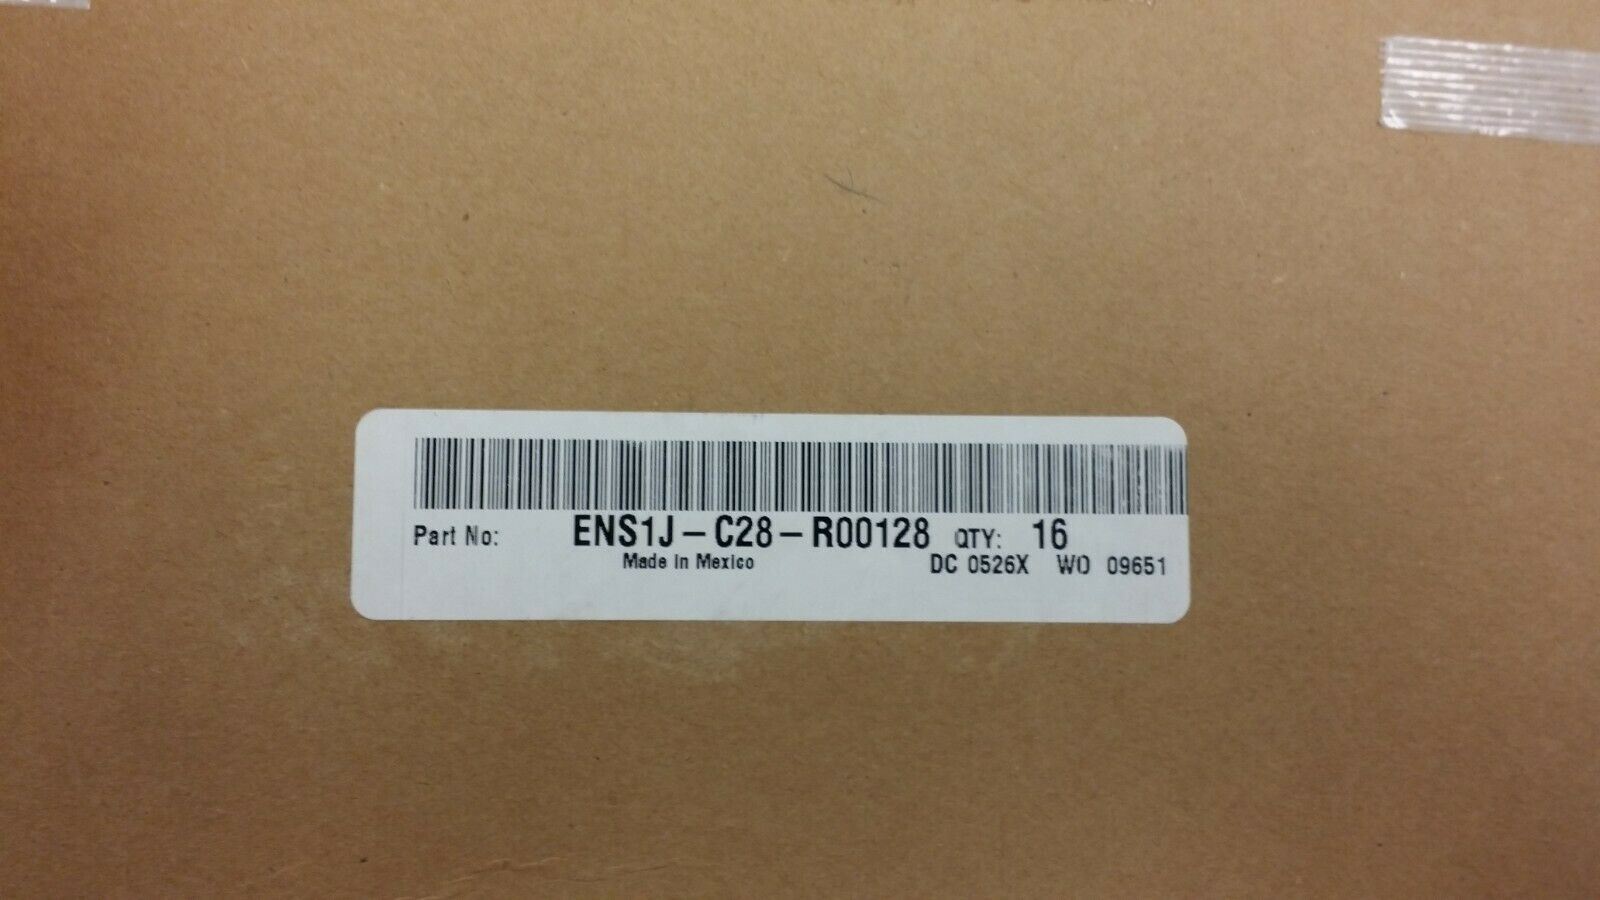 Part No: ENS1J-C28-R00128 QTY: 16
Made in Mexico DC 0526X WO 09651